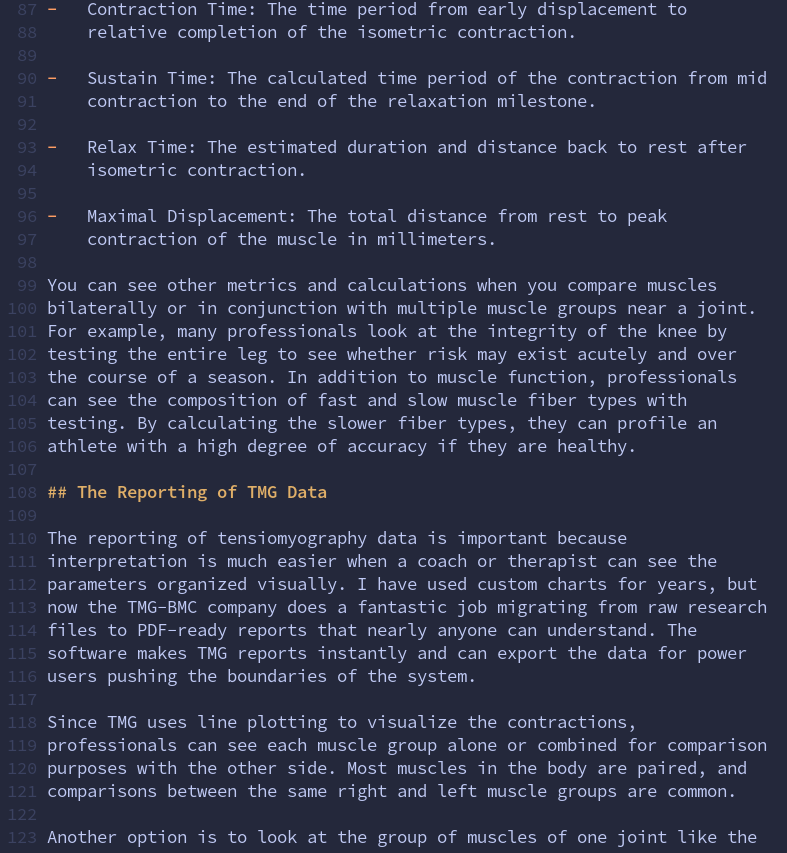 87 -   Contraction Time: The time period from early displacement to
88     relative completion of the isometric contraction.
89
90 -   Sustain Time: The calculated time period of the contraction from mid
91     contraction to the end of the relaxation milestone.
92
93 -   Relax Time: The estimated duration and distance back to rest after
94     isometric contraction.
95
96 -   Maximal Displacement: The total distance from rest to peak
97     contraction of the muscle in millimeters.
98
99 You can see other metrics and calculations when you compare muscles
100 bilaterally or in conjunction with multiple muscle groups near a joint.
101 For example, many professionals look at the integrity of the knee by
102 testing the entire leg to see whether risk may exist acutely and over
103 the course of a season. In addition to muscle function, professionals
104 can see the composition of fast and slow muscle fiber types with
105 testing. By calculating the slower fiber types, they can profile an
106 athlete with a high degree of accuracy if they are healthy.
107
108 ## The Reporting of TMG Data
109
110 The reporting of tensiomyography data is important because
111 interpretation is much easier when a coach or therapist can see the
112 parameters organized visually. I have used custom charts for years, but
113 now the TMG-BMC company does a fantastic job migrating from raw research
114 files to PDF-ready reports that nearly anyone can understand. The
115 software makes TMG reports instantly and can export the data for power
116 users pushing the boundaries of the system.
117
118 Since TMG uses line plotting to visualize the contractions,
119 professionals can see each muscle group alone or combined for comparison
120 purposes with the other side. Most muscles in the body are paired, and
121 comparisons between the same right and left muscle groups are common.
122
123 Another option is to look at the group of muscles of one joint like the